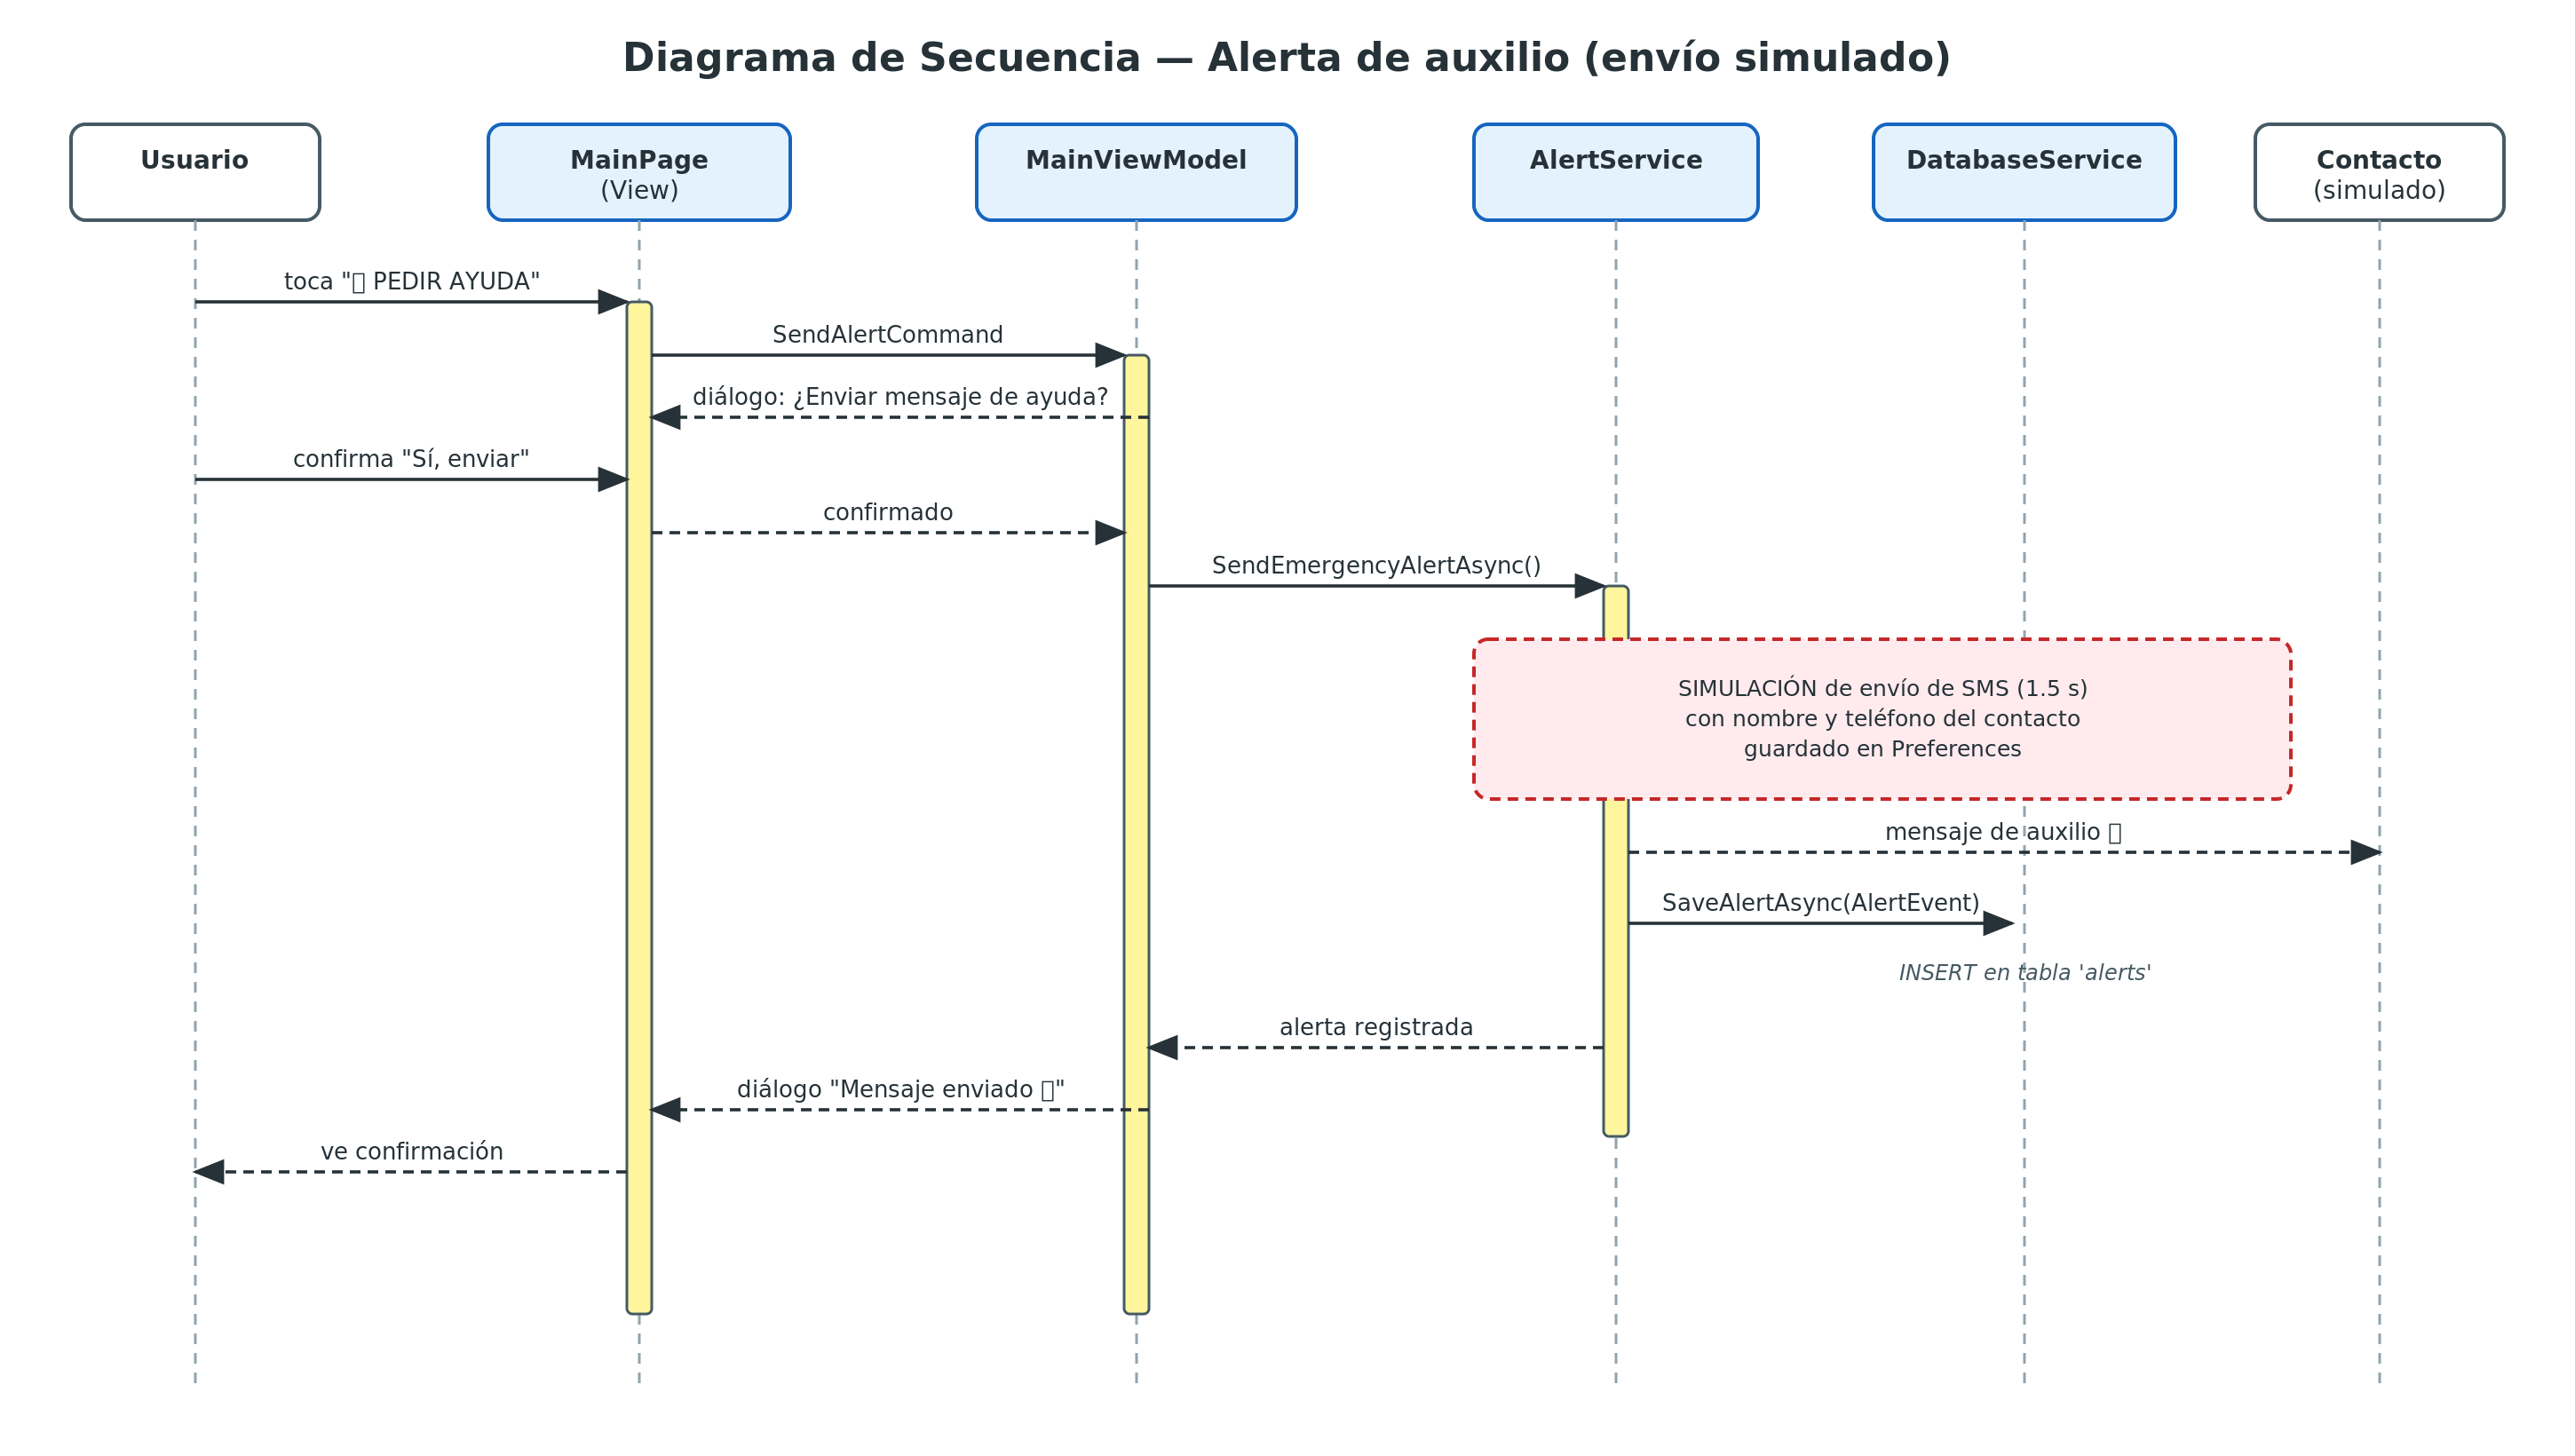 Diagrama de Secuencia — Alerta de auxilio (envío simulado)
Usuario
MainPage
(View)
MainViewModel
AlertService
DatabaseService
Contacto
(simulado)
toca "▯ PEDIR AYUDA"
SendAlertCommand
diálogo: ¿Enviar mensaje de ayuda?
confirma "Sí, enviar"
confirmado
SendEmergencyAlertAsync()
SIMULACIÓN de envío de SMS (1.5 s)
con nombre y teléfono del contacto
guardado en Preferences
mensaje de auxilio ▯
SaveAlertAsync(AlertEvent)
INSERT en tabla 'alerts'
alerta registrada
diálogo "Mensaje enviado ▯"
ve confirmación